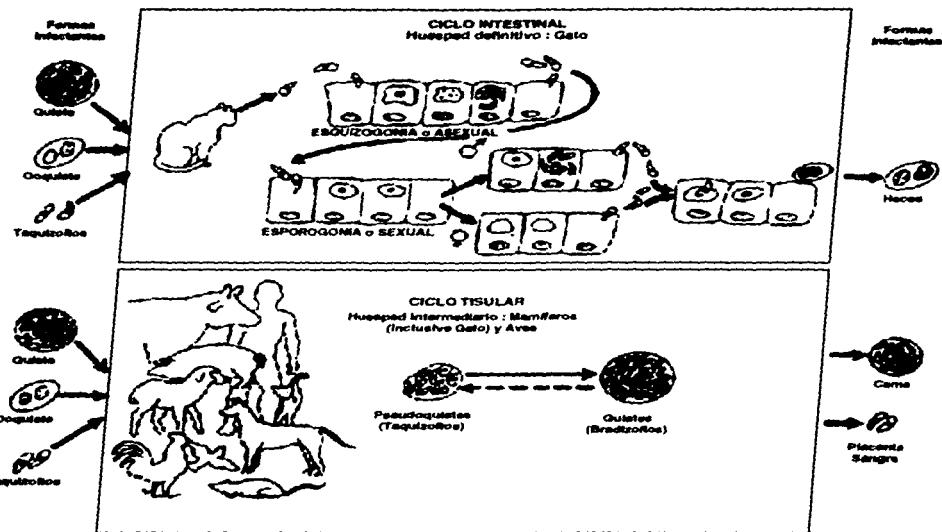 Formas
Infectantes
CICLO INTESTINAL
Huesped definitivo : Gato
Formas
Infectantes
Quiste
Ooquiste
Taquizoítos
ESQUIZOGONIA o ASEXUAL
ESPOROGONIA o SEXUAL
Heces
CICLO TISULAR
Huesped Intermediario : Mamíferos
(Inclusive Gato) y Aves
Quiste
Ooquiste
Taquizoítos
Pseudoquistes
(Taquizoítos)
Quistes
(Bradizoítos)
Carne
Placenta
Sangre